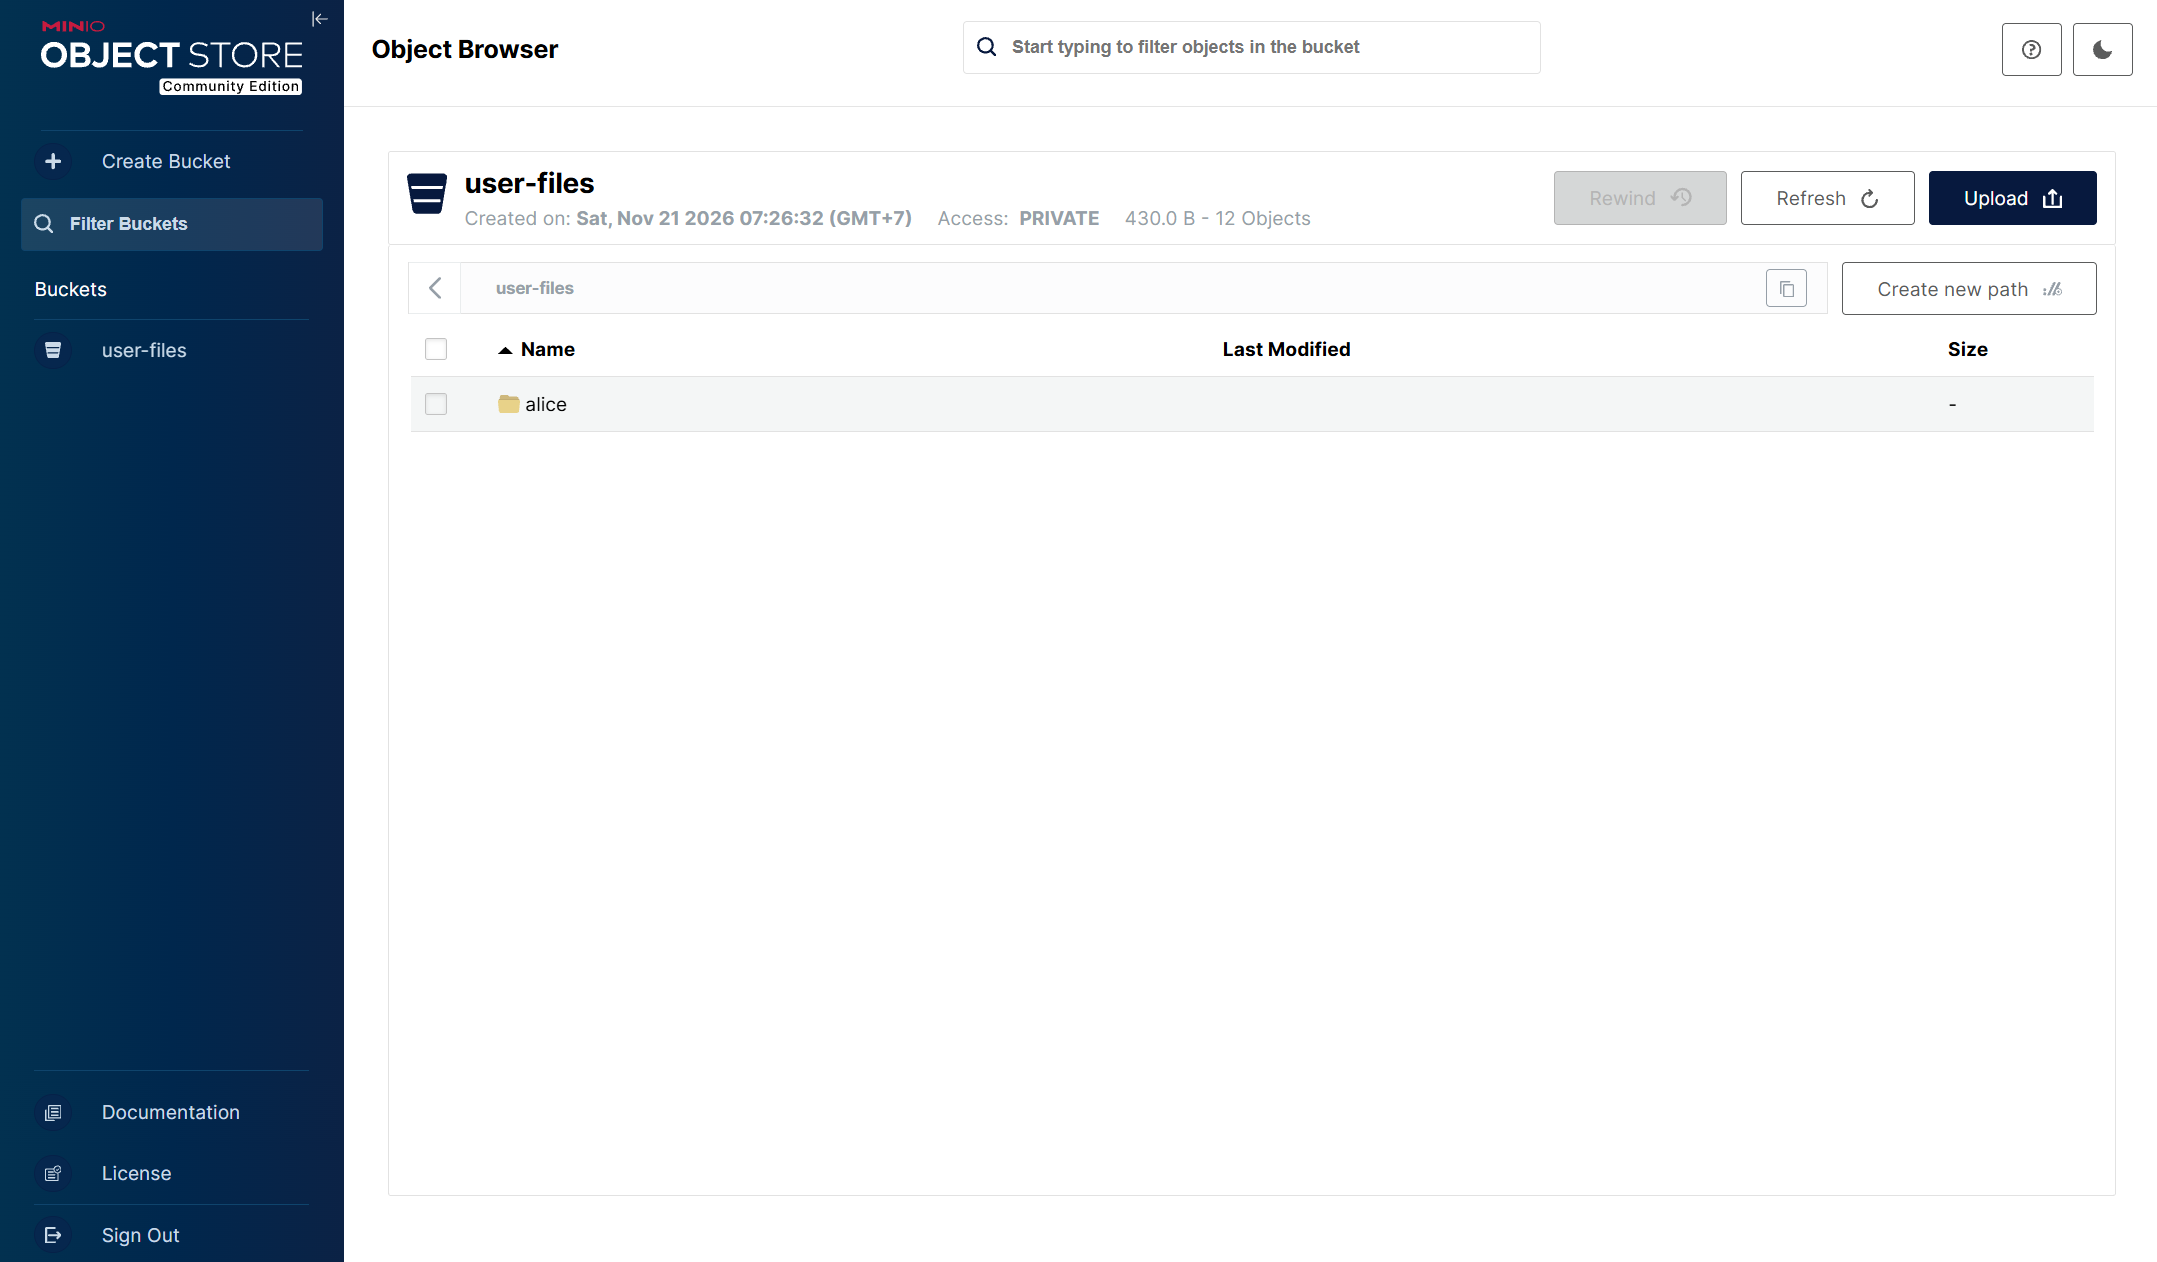 MINIO
OBJECT STORE
Community Edition
Create Bucket
Filter Buckets
Buckets
user-files
Documentation
License
Sign Out
Object Browser
Start typing to filter objects in the bucket
user-files
Created on: Sat, Nov 21 2026 07:26:32 (GMT+7) Access: PRIVATE 430.0 B - 12 Objects
Rewind
Refresh
Upload
user-files
Create new path
Name Last Modified Size
alice -